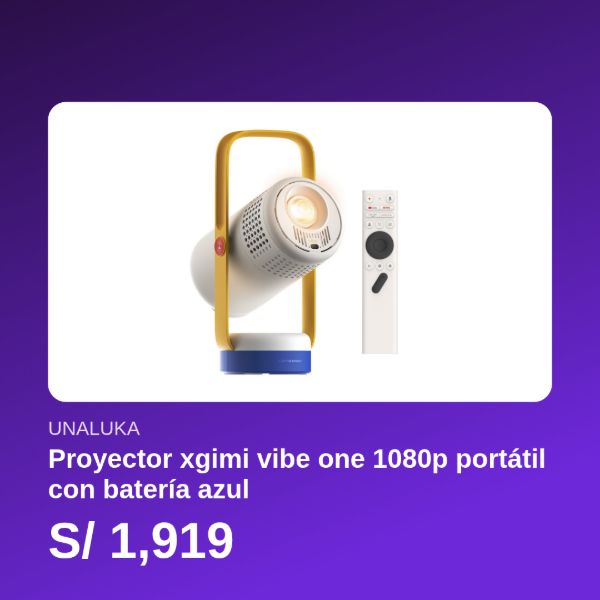 UNALUKA
Proyector xgimi vibe one 1080p portátil
con batería azul
S/ 1,919